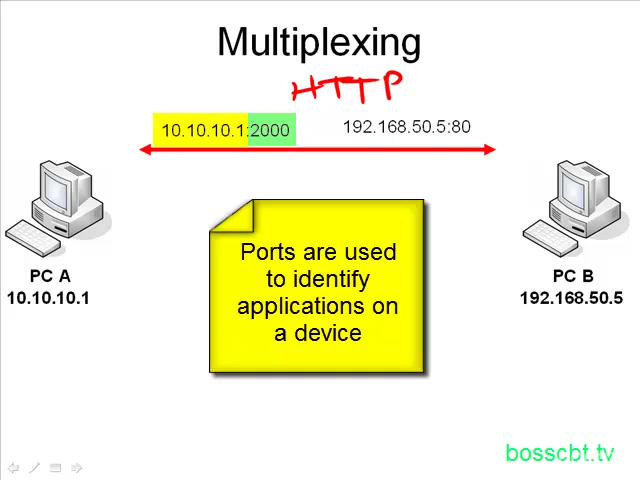 Multiplexing
HTTP
10.10.10.1:2000
192.168.50.5:80
Ports are used
to identify
applications on
a device
PC A
10.10.10.1
PC B
192.168.50.5
bosscbt.tv